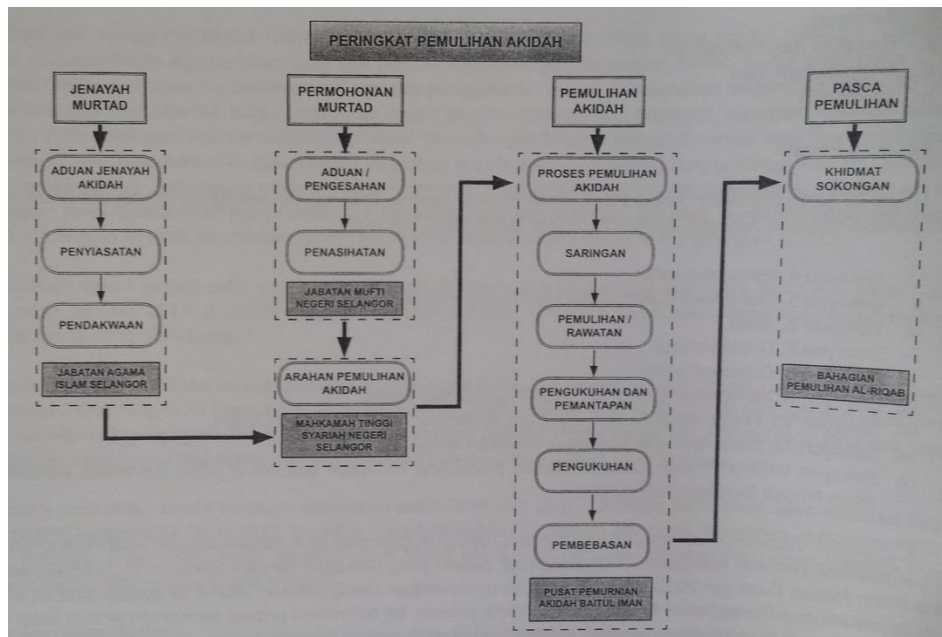 PERINGKAT PEMULIHAN AKIDAH
JENAYAH
MURTAD
ADUAN JENAYAH
AKIDAH
PENYIASATAN
PENDAKWAAN
JABATAN AGAMA
ISLAM SELANGOR
PERMOHONAN
MURTAD
ADUAN /
PENGESAHAN
PENASIHATAN
JABATAN MUFTI
NEGERI SELANGOR
ARAHAN PEMULIHAN
AKIDAH
MAHKAMAH TINGGI
SYARIAH NEGERI
SELANGOR
PEMULIHAN
AKIDAH
PROSES PEMULIHAN
AKIDAH
SARINGAN
PEMULIHAN /
RAWATAN
PENGUKUHAN DAN
PEMANTAPAN
PENGUKUHAN
PEMBEBASAN
PUSAT PEMURNIAN
AKIDAH BAITUL IMAN
PASCA
PEMULIHAN
KHIDMAT
SOKONGAN
BAHAGIAN
PEMULIHAN AL-RIQAB